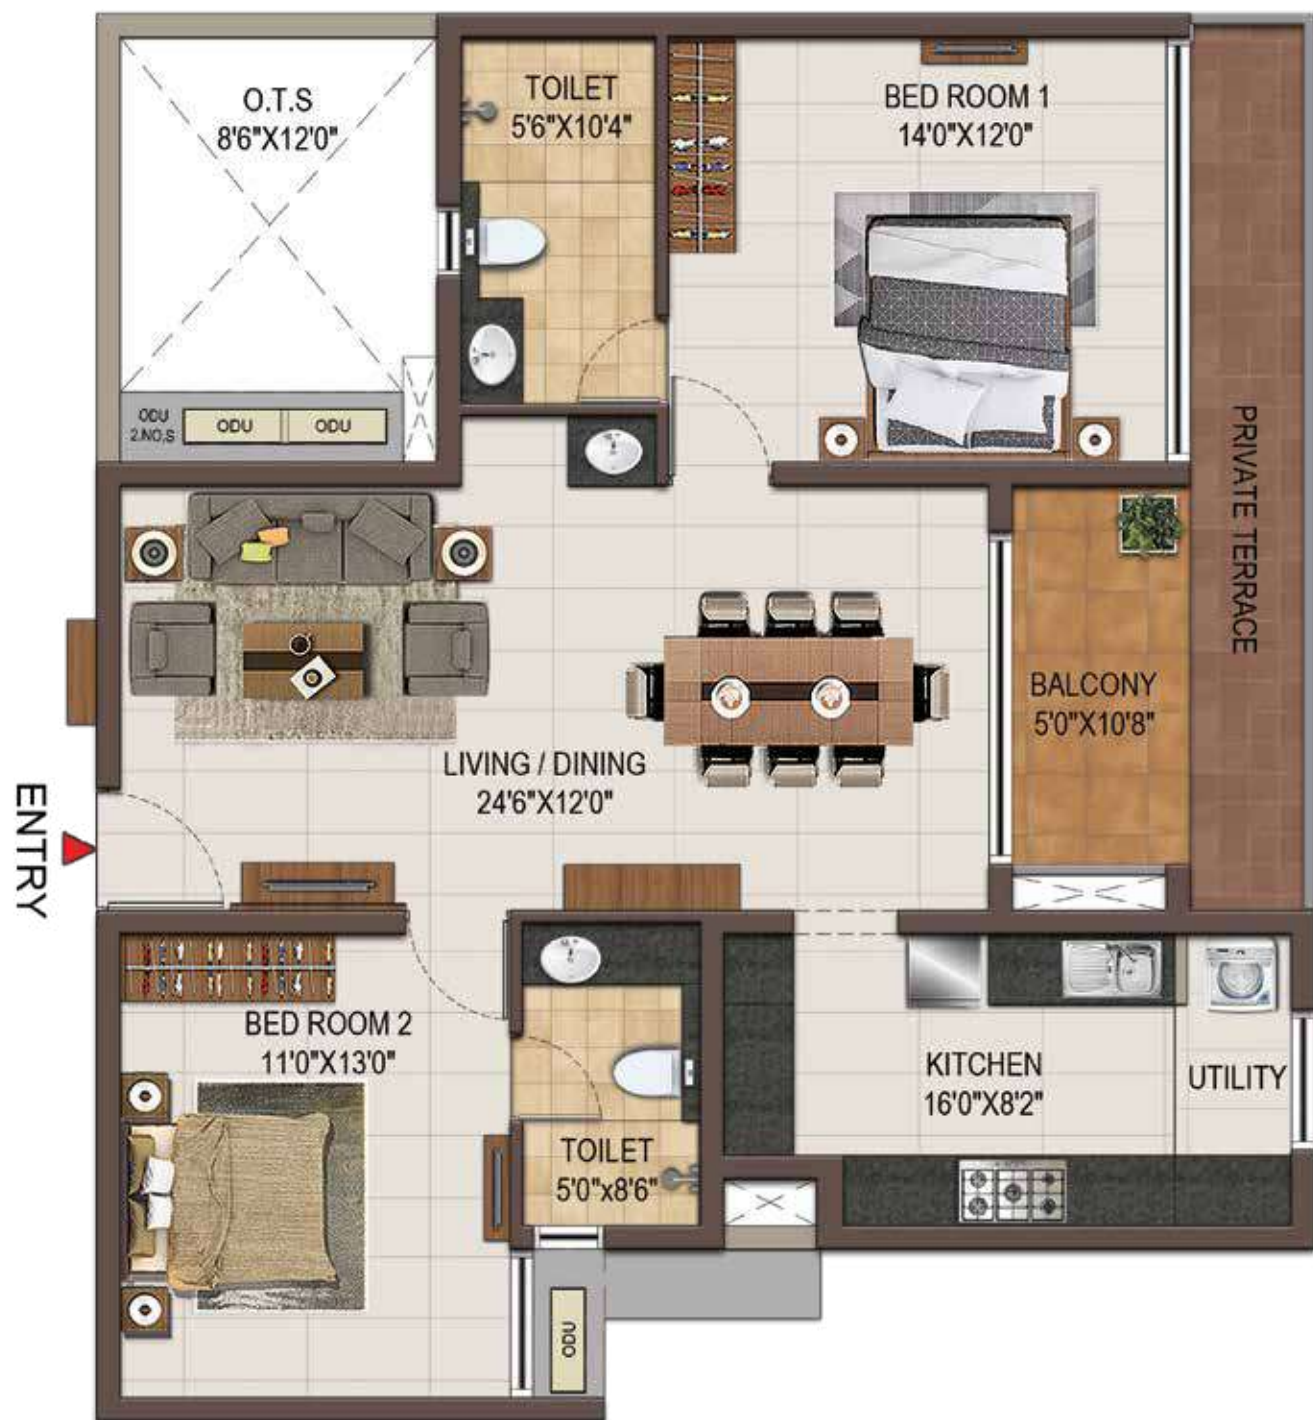 O.T.S
8'6"X12'0"
TOILET
5'6"X10'4"
BED ROOM 1
14'0"X12'0"
ODU
2.NO,S
ODU
ODU
PRIVATE TERRACE
BALCONY
5'0"X10'8"
LIVING / DINING
24'6"X12'0"
ENTRY
BED ROOM 2
11'0"X13'0"
KITCHEN
16'0"X8'2"
UTILITY
TOILET
5'0"x8'6"
ODU